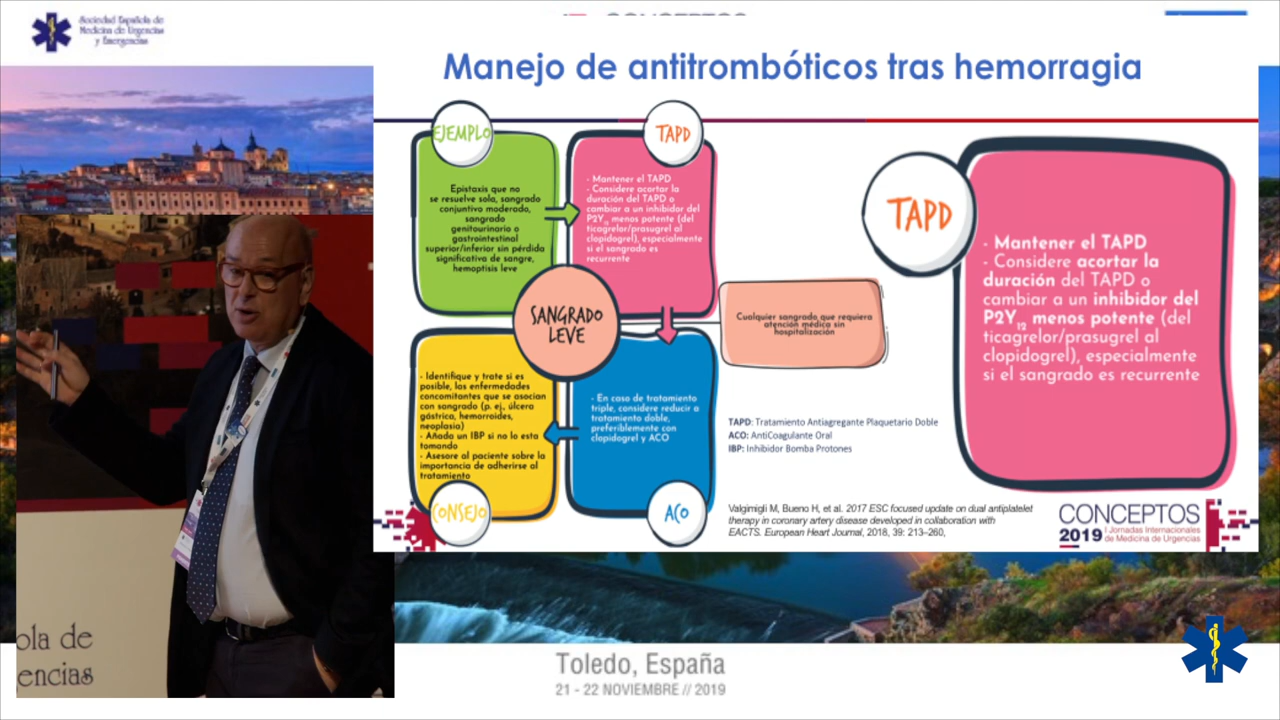 Sociedad Española de
Medicina de Urgencias
y Emergencias
CONCEPTOS
Manejo de antitrombóticos tras hemorragia
EJEMPLO
Epistaxis que no
se resuelve sola, sangrado
conjuntivo moderado,
sangrado
genitourinario o
gastrointestinal
superior/inferior sin pérdida
significativa de sangre,
hemoptisis leve
TAPD
- Mantener el TAPD
- Considere acortar la
duración del TAPD o
cambiar a un inhibidor del
P2Y12 menos potente (del
ticagrelor/prasugrel al
clopidogrel), especialmente
si el sangrado es
recurrente
SANGRADO
LEVE
Cualquier sangrado que requiera
atención médica sin
hospitalización
- Identifique y trate si es
posible, las enfermedades
concomitantes que se asocian
con sangrado (p. ej., úlcera
gástrica, hemorroides,
neoplasia)
- Añada un IBP si no lo esta
tomando
- Asesore al paciente sobre la
importancia de adherirse al
tratamiento
CONSEJO
- En caso de tratamiento
triple, considere reducir a
tratamiento doble,
preferiblemente con
clopidogrel y ACO
ACO
TAPD: Tratamiento Antiagregante Plaquetario Doble
ACO: AntiCoagulante Oral
IBP: Inhibidor Bomba Protones
Valgimigli M, Bueno H, et al. 2017 ESC focused update on dual antiplatelet
therapy in coronary artery disease developed in collaboration with
EACTS. European Heart Journal, 2018, 39: 213–260,
TAPD
- Mantener el TAPD
- Considere acortar la
duración del TAPD o
cambiar a un inhibidor del
P2Y12 menos potente (del
ticagrelor/prasugrel al
clopidogrel), especialmente
si el sangrado es recurrente
CONCEPTOS
2019 I Jornadas Internacionales
de Medicina de Urgencias
ola de
encias
Toledo, España
21 - 22 NOVIEMBRE // 2019